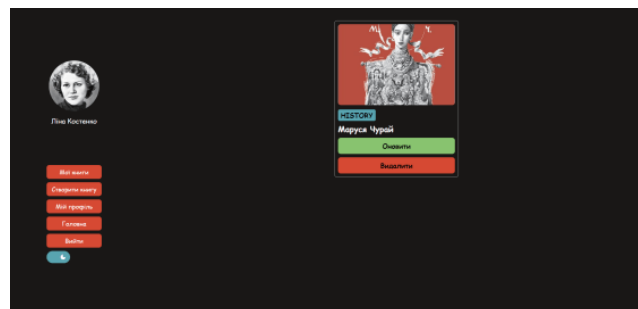 Ліна Костенко
Мої книги
Створити книгу
Мій профіль
Головна
Вийти
М Ч
HISTORY
Маруся Чурай
Оновити
Видалити